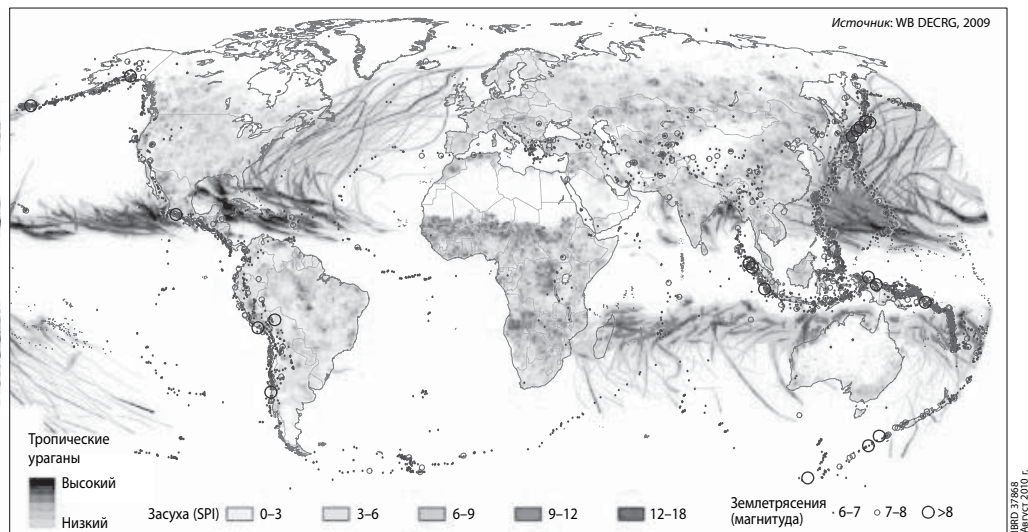 Источник: WB DECRG, 2009
Тропические
ураганы
Высокий
Низкий
Засуха (SPI) 0–3 3–6 6–9 9–12 12–18
Землетрясения
(магнитуда) 6–7 7–8 >8
IBRD 37868
Август 2010 г.